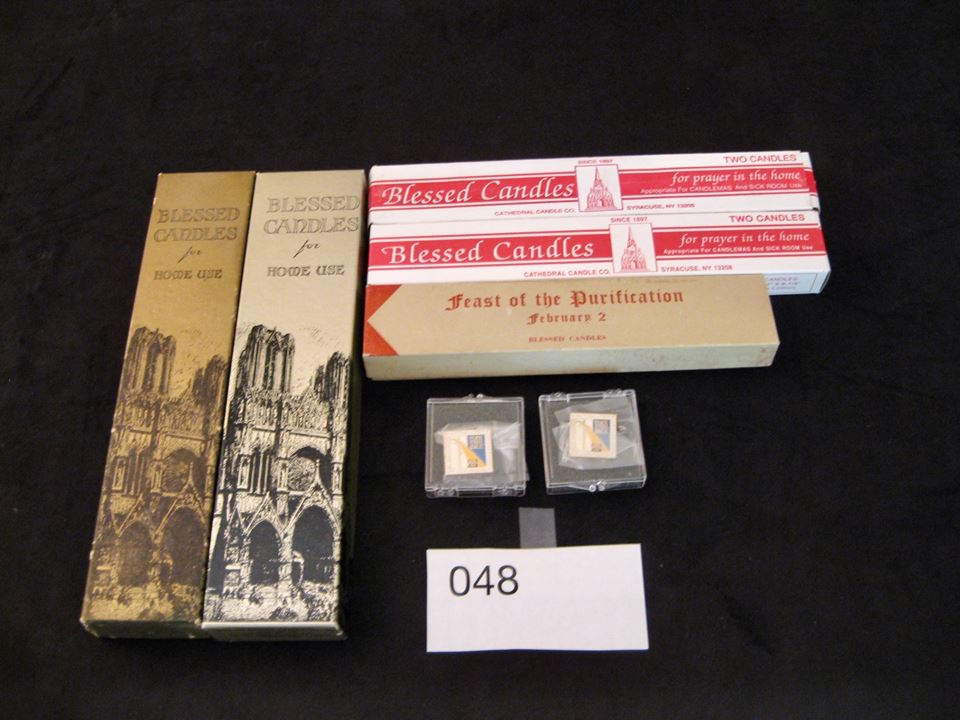 BLESSED
CANDLES
for
HOME USE
BLESSED
CANDLES
for
HOME USE
SINCE 1897
TWO CANDLES
Blessed Candles
for prayer in the home
Appropriate For CANDLEMAS And SICK ROOM Use
CATHEDRAL CANDLE CO.
SYRACUSE, NY 13208
SINCE 1897
TWO CANDLES
Blessed Candles
for prayer in the home
Appropriate For CANDLEMAS And SICK ROOM Use
CATHEDRAL CANDLE CO.
SYRACUSE, NY 13208
CANDLES
Feast of the Purification
February 2
BLESSED CANDLES
048